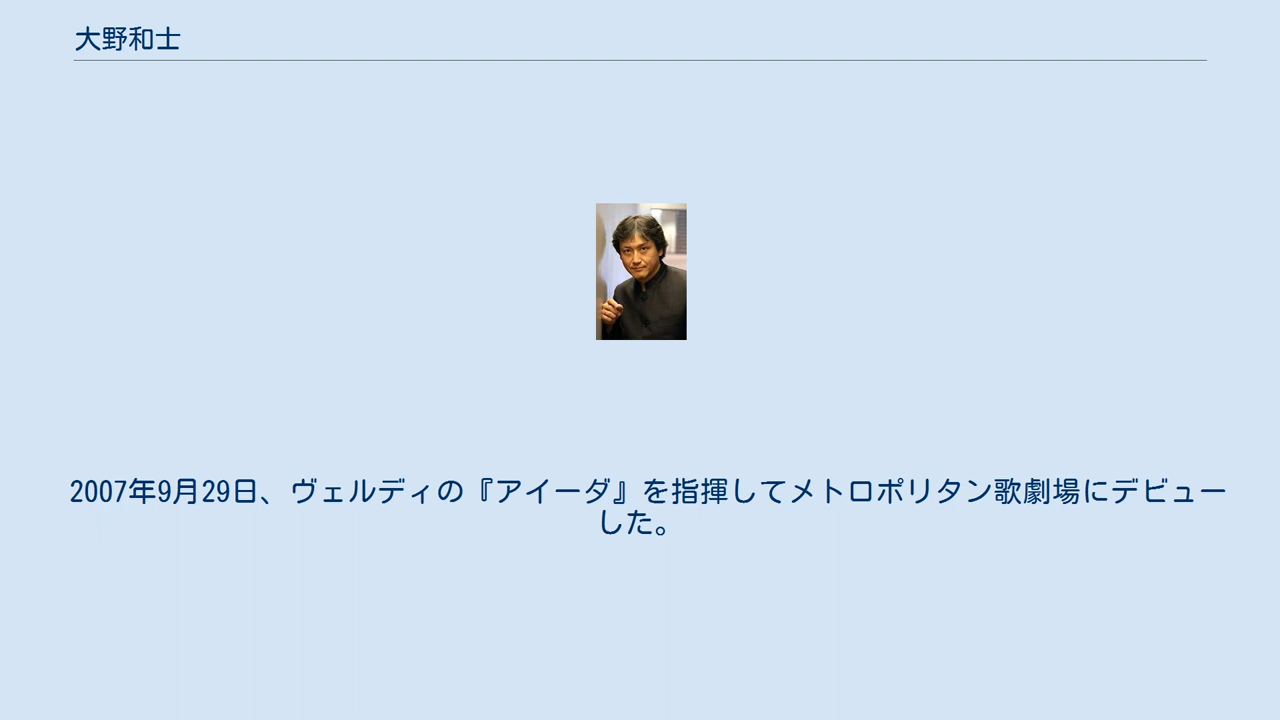 大野和士
2007年9月29日、ヴェルディの『アイーダ』を指揮してメトロポリタン歌劇場にデビュー
した。